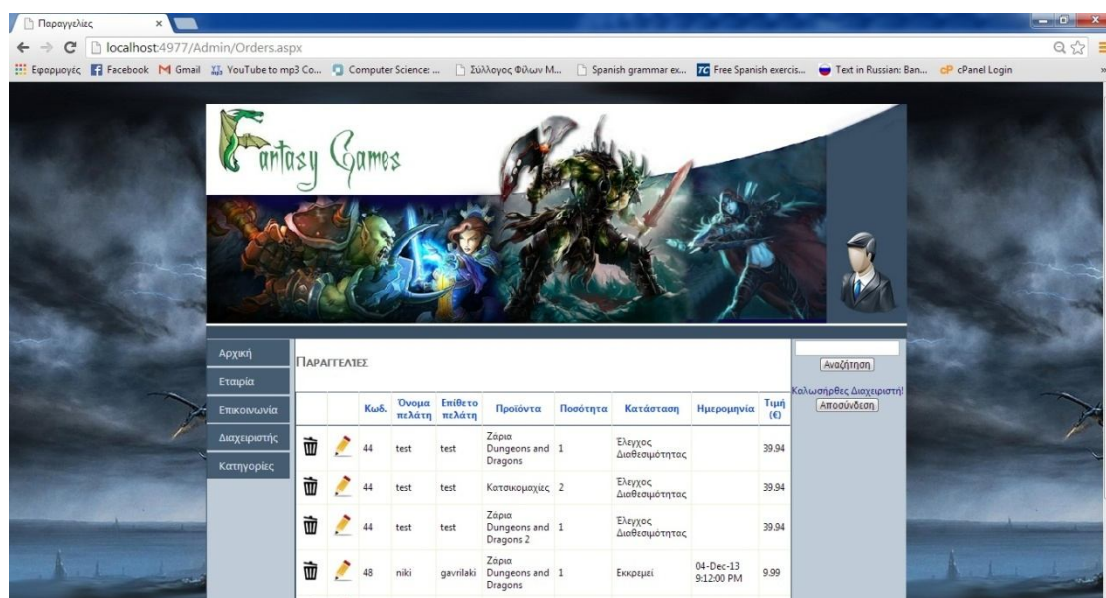 Παραγγελίες
localhost:4977/Admin/Orders.aspx
Εφαρμογές Facebook Gmail YouTube to mp3 Co... Computer Science: ... Σύλλογος Φίλων Μ... Spanish grammar ex... Free Spanish exercis... Text in Russian: Ban... cPanel Login
Fantasy Games
Αρχική
Εταιρία
Επικοινωνία
Διαχειριστής
Κατηγορίες
ΠΑΡΑΓΓΕΛΊΕΣ
Κωδ. Όνομα πελάτη Επίθετο πελάτη Προϊόντα Ποσότητα Κατάσταση Ημερομηνία Τιμή (€)
44 test test Ζάρια Dungeons and Dragons 1 Έλεγχος Διαθεσιμότητας 39.94
44 test test Κατσικομαχίες 2 Έλεγχος Διαθεσιμότητας 39.94
44 test test Ζάρια Dungeons and Dragons 2 1 Έλεγχος Διαθεσιμότητας 39.94
48 niki gavrilaki Ζάρια Dungeons and Dragons 1 Εκκρεμεί 04-Dec-13 9:12:00 PM 9.99
Αναζήτηση
Καλωσήρθες Διαχειριστή!
Αποσύνδεση